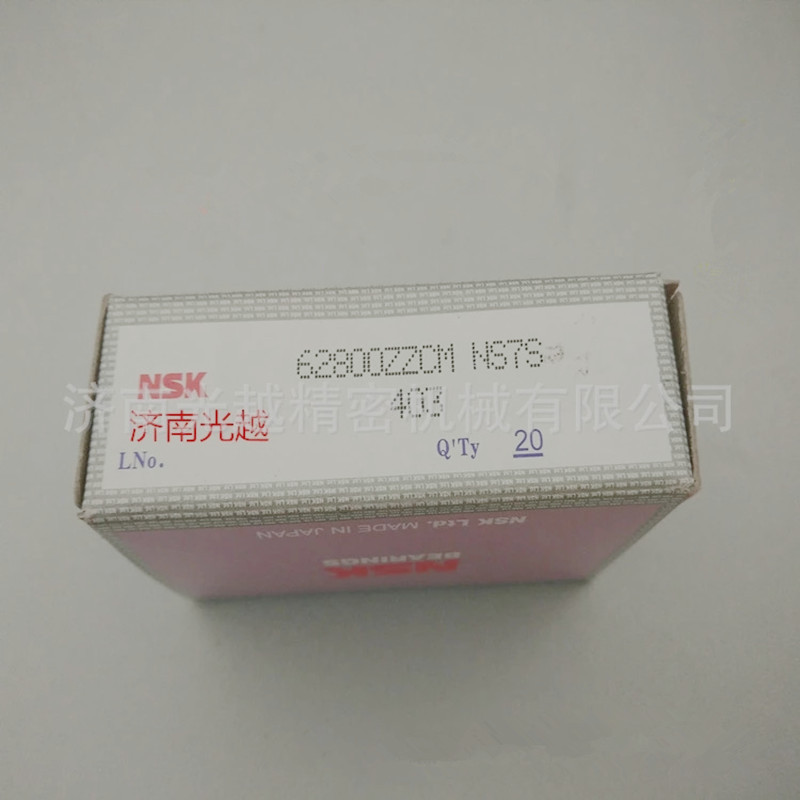 62800ZZCM NS7S
NSK
403
济南光越精密机械有限公司
济南光越
LNo.
Q'Ty 20
NSK Ltd. MADE IN JAPAN
NSK
BEARINGS